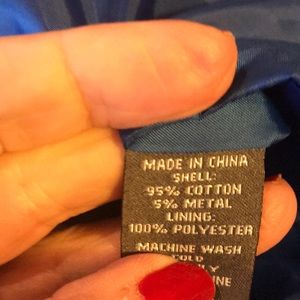 MADE IN CHINA
SHELL:
95% COTTON
5% METAL
LINING:
100% POLYESTER
MACHINE WASH
COLD